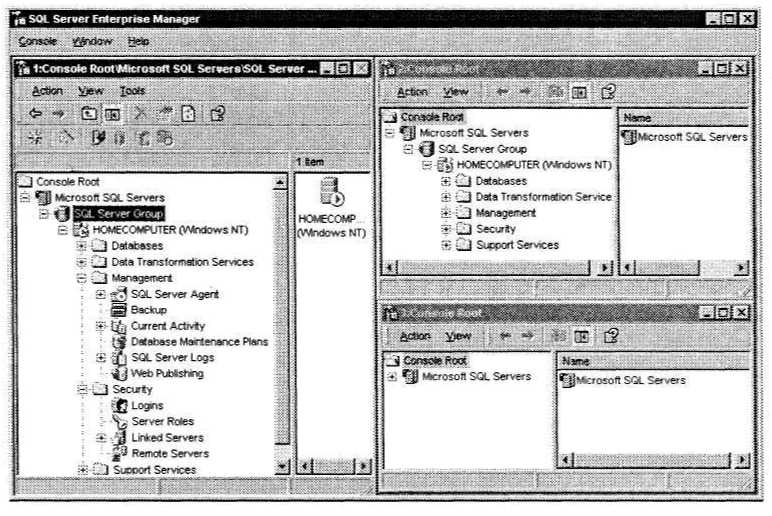 SQL Server Enterprise Manager
Console Window Help
1:Console Root\Microsoft SQL Servers\SQL Server ...
Action View Tools
1 Item
Console Root
Microsoft SQL Servers
SQL Server Group
HOMECOMPUTER (Windows NT)
Databases
Data Transformation Services
Management
SQL Server Agent
Backup
Current Activity
Database Maintenance Plans
SQL Server Logs
Web Publishing
Security
Logins
Server Roles
Linked Servers
Remote Servers
Support Services
HOMECOMP...
(Windows NT)
2:Console Root
Action View
Console Root
Microsoft SQL Servers
SQL Server Group
HOMECOMPUTER (Windows NT)
Databases
Data Transformation Service
Management
Security
Support Services
Name
Microsoft SQL Servers
3:Console Root
Action View
Console Root
Microsoft SQL Servers
Name
Microsoft SQL Servers